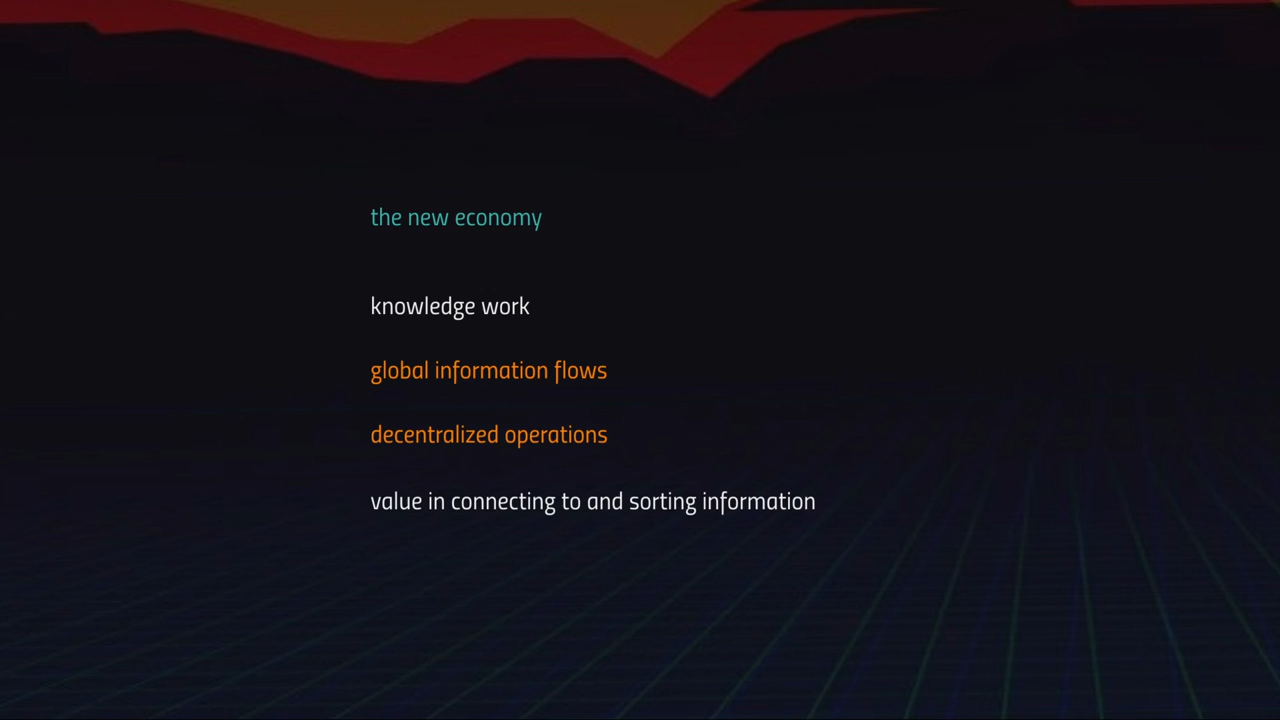 the new economy
knowledge work
global information flows
decentralized operations
value in connecting to and sorting information